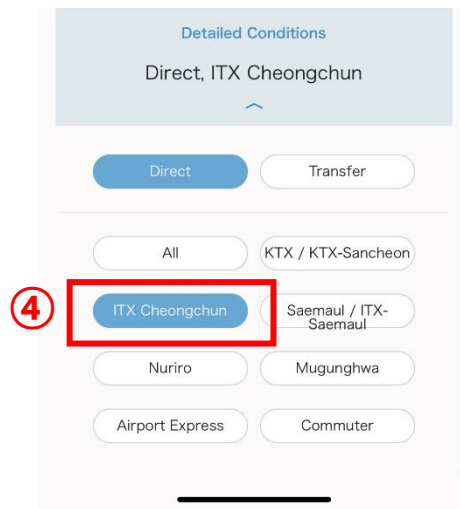 Detailed Conditions
Direct, ITX Cheongchun
Direct
Transfer
All
KTX / KTX-Sancheon
④
ITX Cheongchun
Saemaul / ITX-
Saemaul
Nuriro
Mugunghwa
Airport Express
Commuter